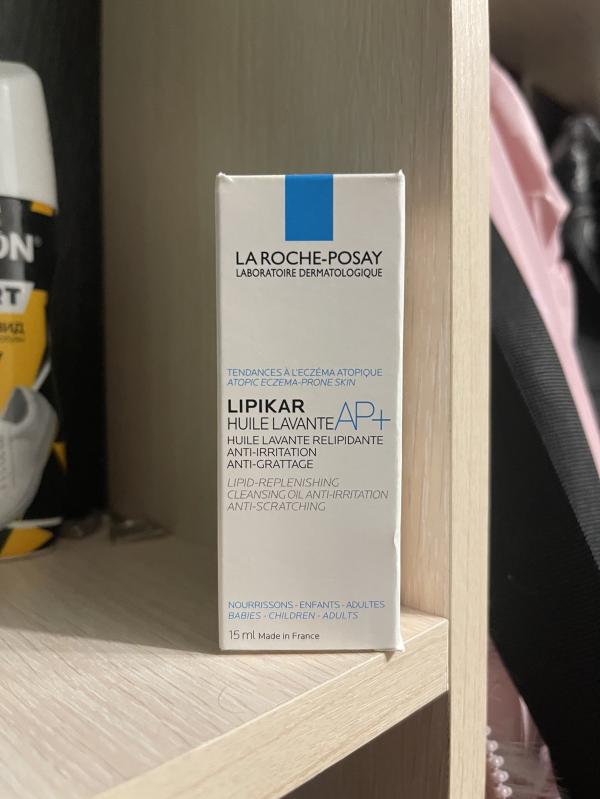 LA ROCHE-POSAY
LABORATOIRE DERMATOLOGIQUE
TENDANCES À L'ECZÉMA ATOPIQUE
ATOPIC ECZEMA-PRONE SKIN
LIPIKAR
HUILE LAVANTE AP+
HUILE LAVANTE RELIPIDANTE
ANTI-IRRITATION
ANTI-GRATTAGE
LIPID-REPLENISHING
CLEANSING OIL ANTI-IRRITATION
ANTI-SCRATCHING
NOURRISSONS - ENFANTS - ADULTES
BABIES - CHILDREN - ADULTS
15 ml Made in France